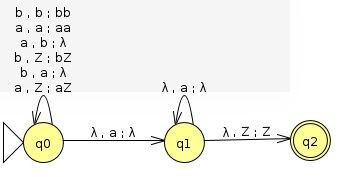 b , b ; bb
a , a ; aa
a , b ; λ
b , Z ; bZ
b , a ; λ
a , Z ; aZ
λ , a ; λ
λ , a ; λ
λ , Z ; Z
q0
q1
q2